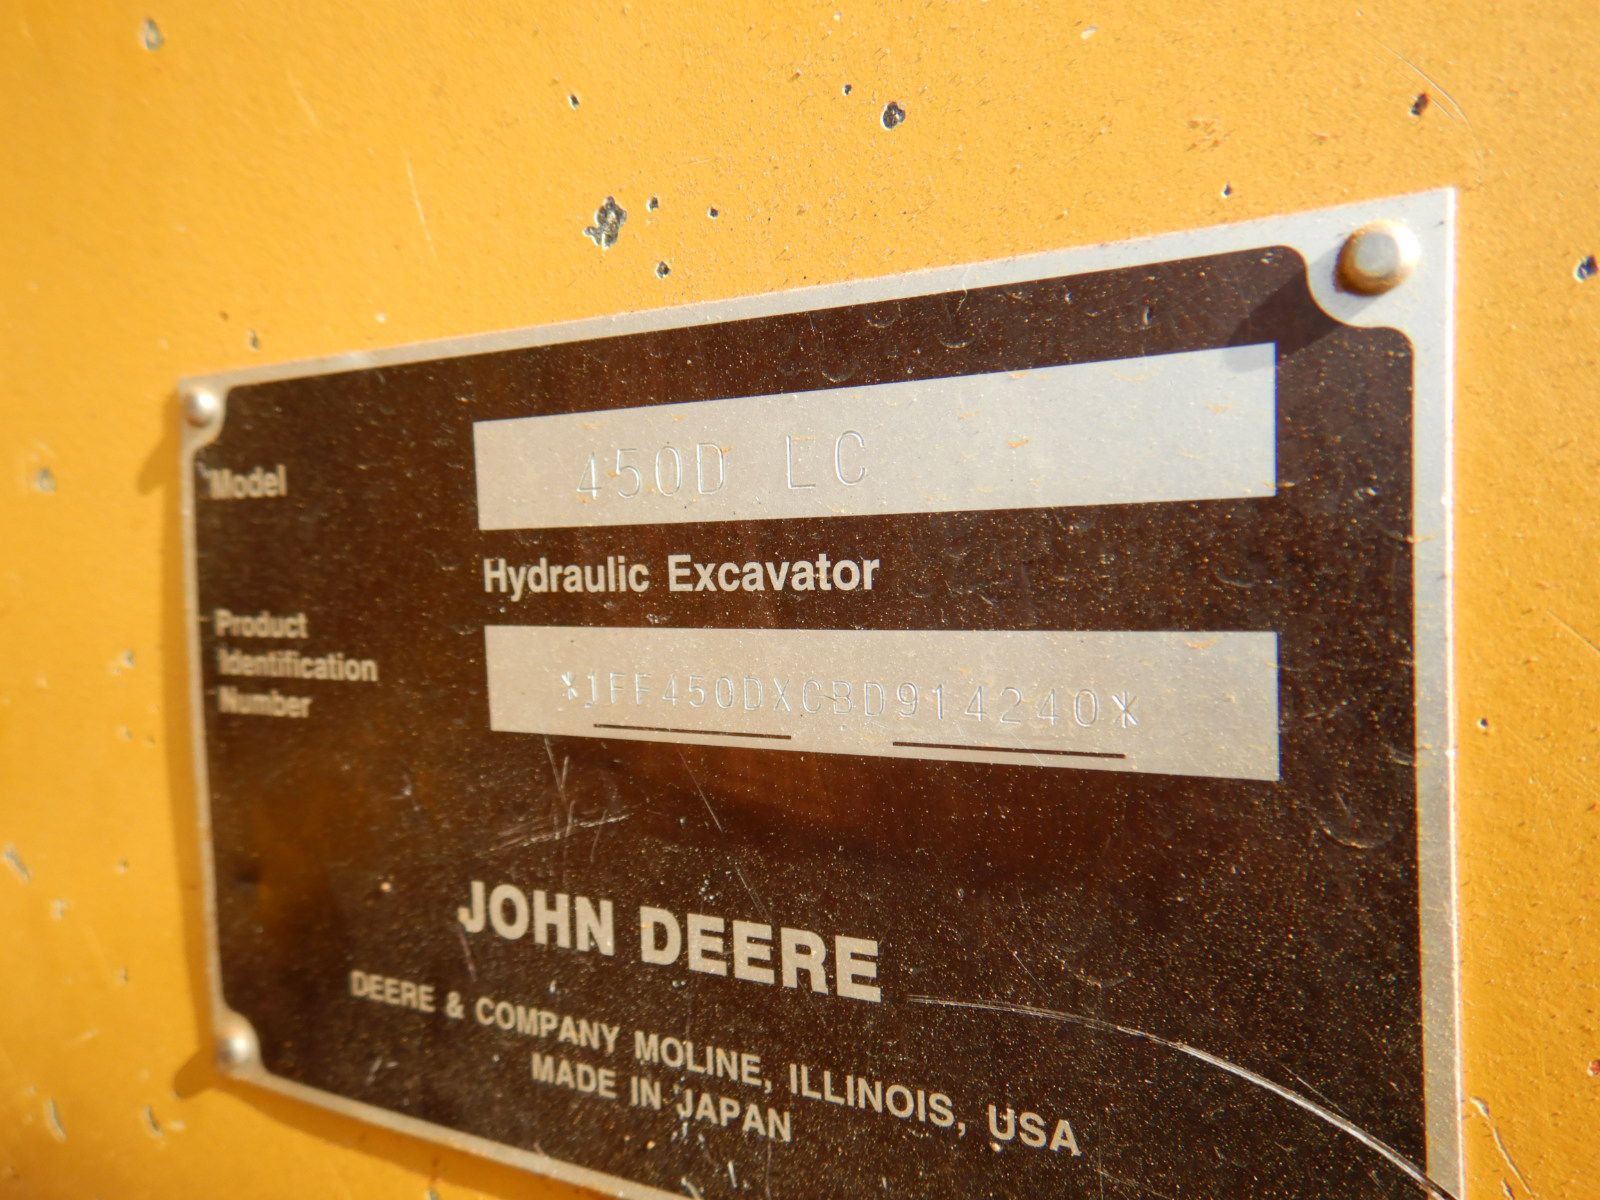 Model 450D LC
Hydraulic Excavator
Product
Identification
Number
*1FF450DXCBD914240*
JOHN DEERE
DEERE & COMPANY MOLINE, ILLINOIS, USA
MADE IN JAPAN